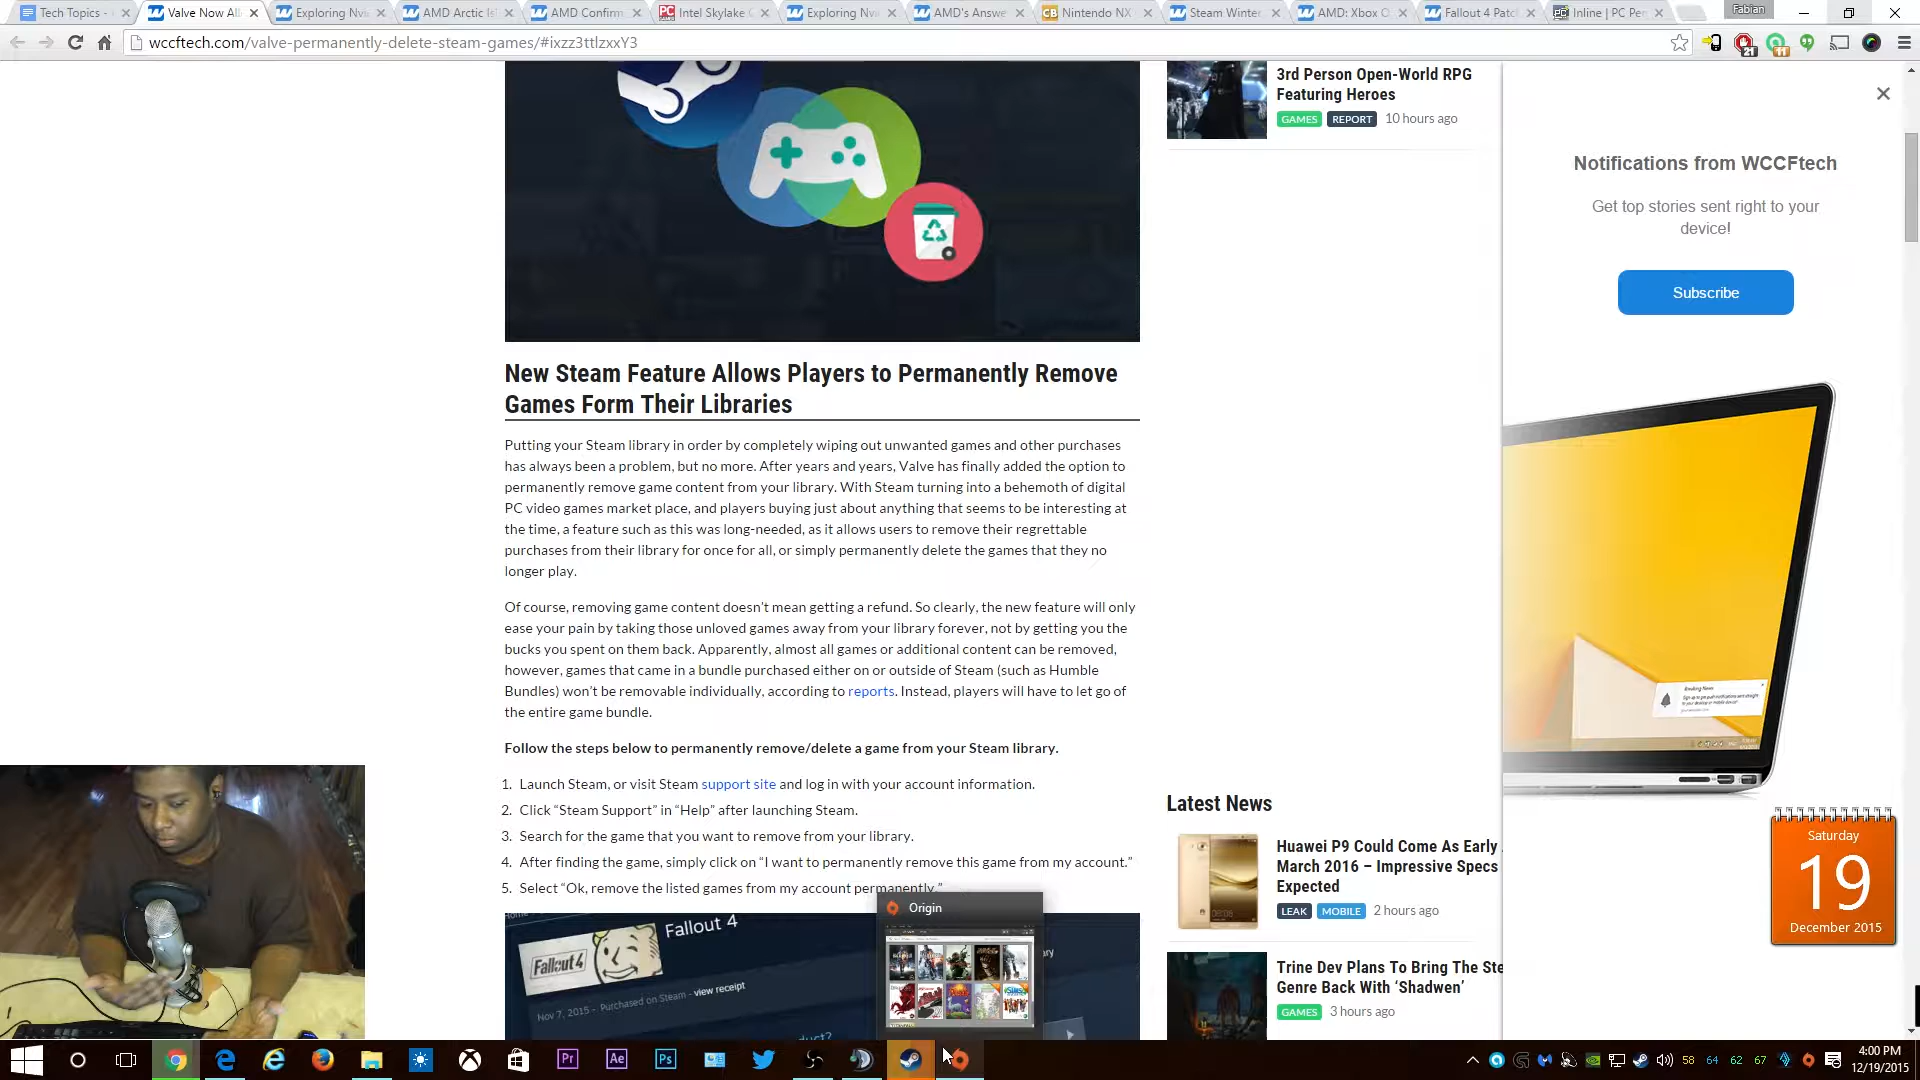 Tech Topics -
Valve Now All
Exploring Nvi
AMD Arctic Isl
AMD Confirm
Intel Skylake
Exploring Nvi
AMD's Answe
Nintendo NX
Steam Winter
AMD: Xbox O
Fallout 4 Patch
Inline | PC Per
Fabian
wccftech.com/valve-permanently-delete-steam-games/#ixzz3ttlzxxY3
21
11
3rd Person Open-World RPG
Featuring Heroes
GAMES REPORT 10 hours ago
Notifications from WCCFtech
Get top stories sent right to your
device!
Subscribe
New Steam Feature Allows Players to Permanently Remove
Games Form Their Libraries
Putting your Steam library in order by completely wiping out unwanted games and other purchases
has always been a problem, but no more. After years and years, Valve has finally added the option to
permanently remove game content from your library. With Steam turning into a behemoth of digital
PC video games market place, and players buying just about anything that seems to be interesting at
the time, a feature such as this was long-needed, as it allows users to remove their regrettable
purchases from their library for once for all, or simply permanently delete the games that they no
longer play.
Of course, removing game content doesn't mean getting a refund. So clearly, the new feature will only
ease your pain by taking those unloved games away from your library forever, not by getting you the
bucks you spent on them back. Apparently, almost all games or additional content can be removed,
however, games that came in a bundle purchased either on or outside of Steam (such as Humble
Bundles) won't be removable individually, according to reports. Instead, players will have to let go of
the entire game bundle.
Follow the steps below to permanently remove/delete a game from your Steam library.
1. Launch Steam, or visit Steam support site and log in with your account information.
2. Click “Steam Support” in “Help” after launching Steam.
3. Search for the game that you want to remove from your library.
4. After finding the game, simply click on “I want to permanently remove this game from my account.”
5. Select “Ok, remove the listed games from my account permanently.”
Breaking News
Latest News
Huawei P9 Could Come As Early
March 2016 – Impressive Specs
Expected
LEAK MOBILE 2 hours ago
Trine Dev Plans To Bring The Ste
Genre Back With ‘Shadwen’
GAMES 3 hours ago
Saturday
19
December 2015
Origin
Fallout 4
Fallout 4
Nov 7, 2015 - Purchased on Steam - view receipt
duct?
Pr
Ae
Ps
58 64 62 67
4:00 PM
12/19/2015